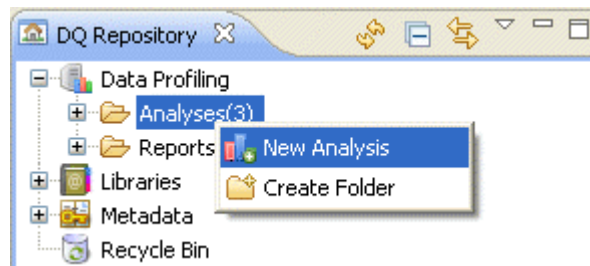 DQ Repository
Data Profiling
Analyses(3)
New Analysis
Reports
Create Folder
Libraries
Metadata
Recycle Bin